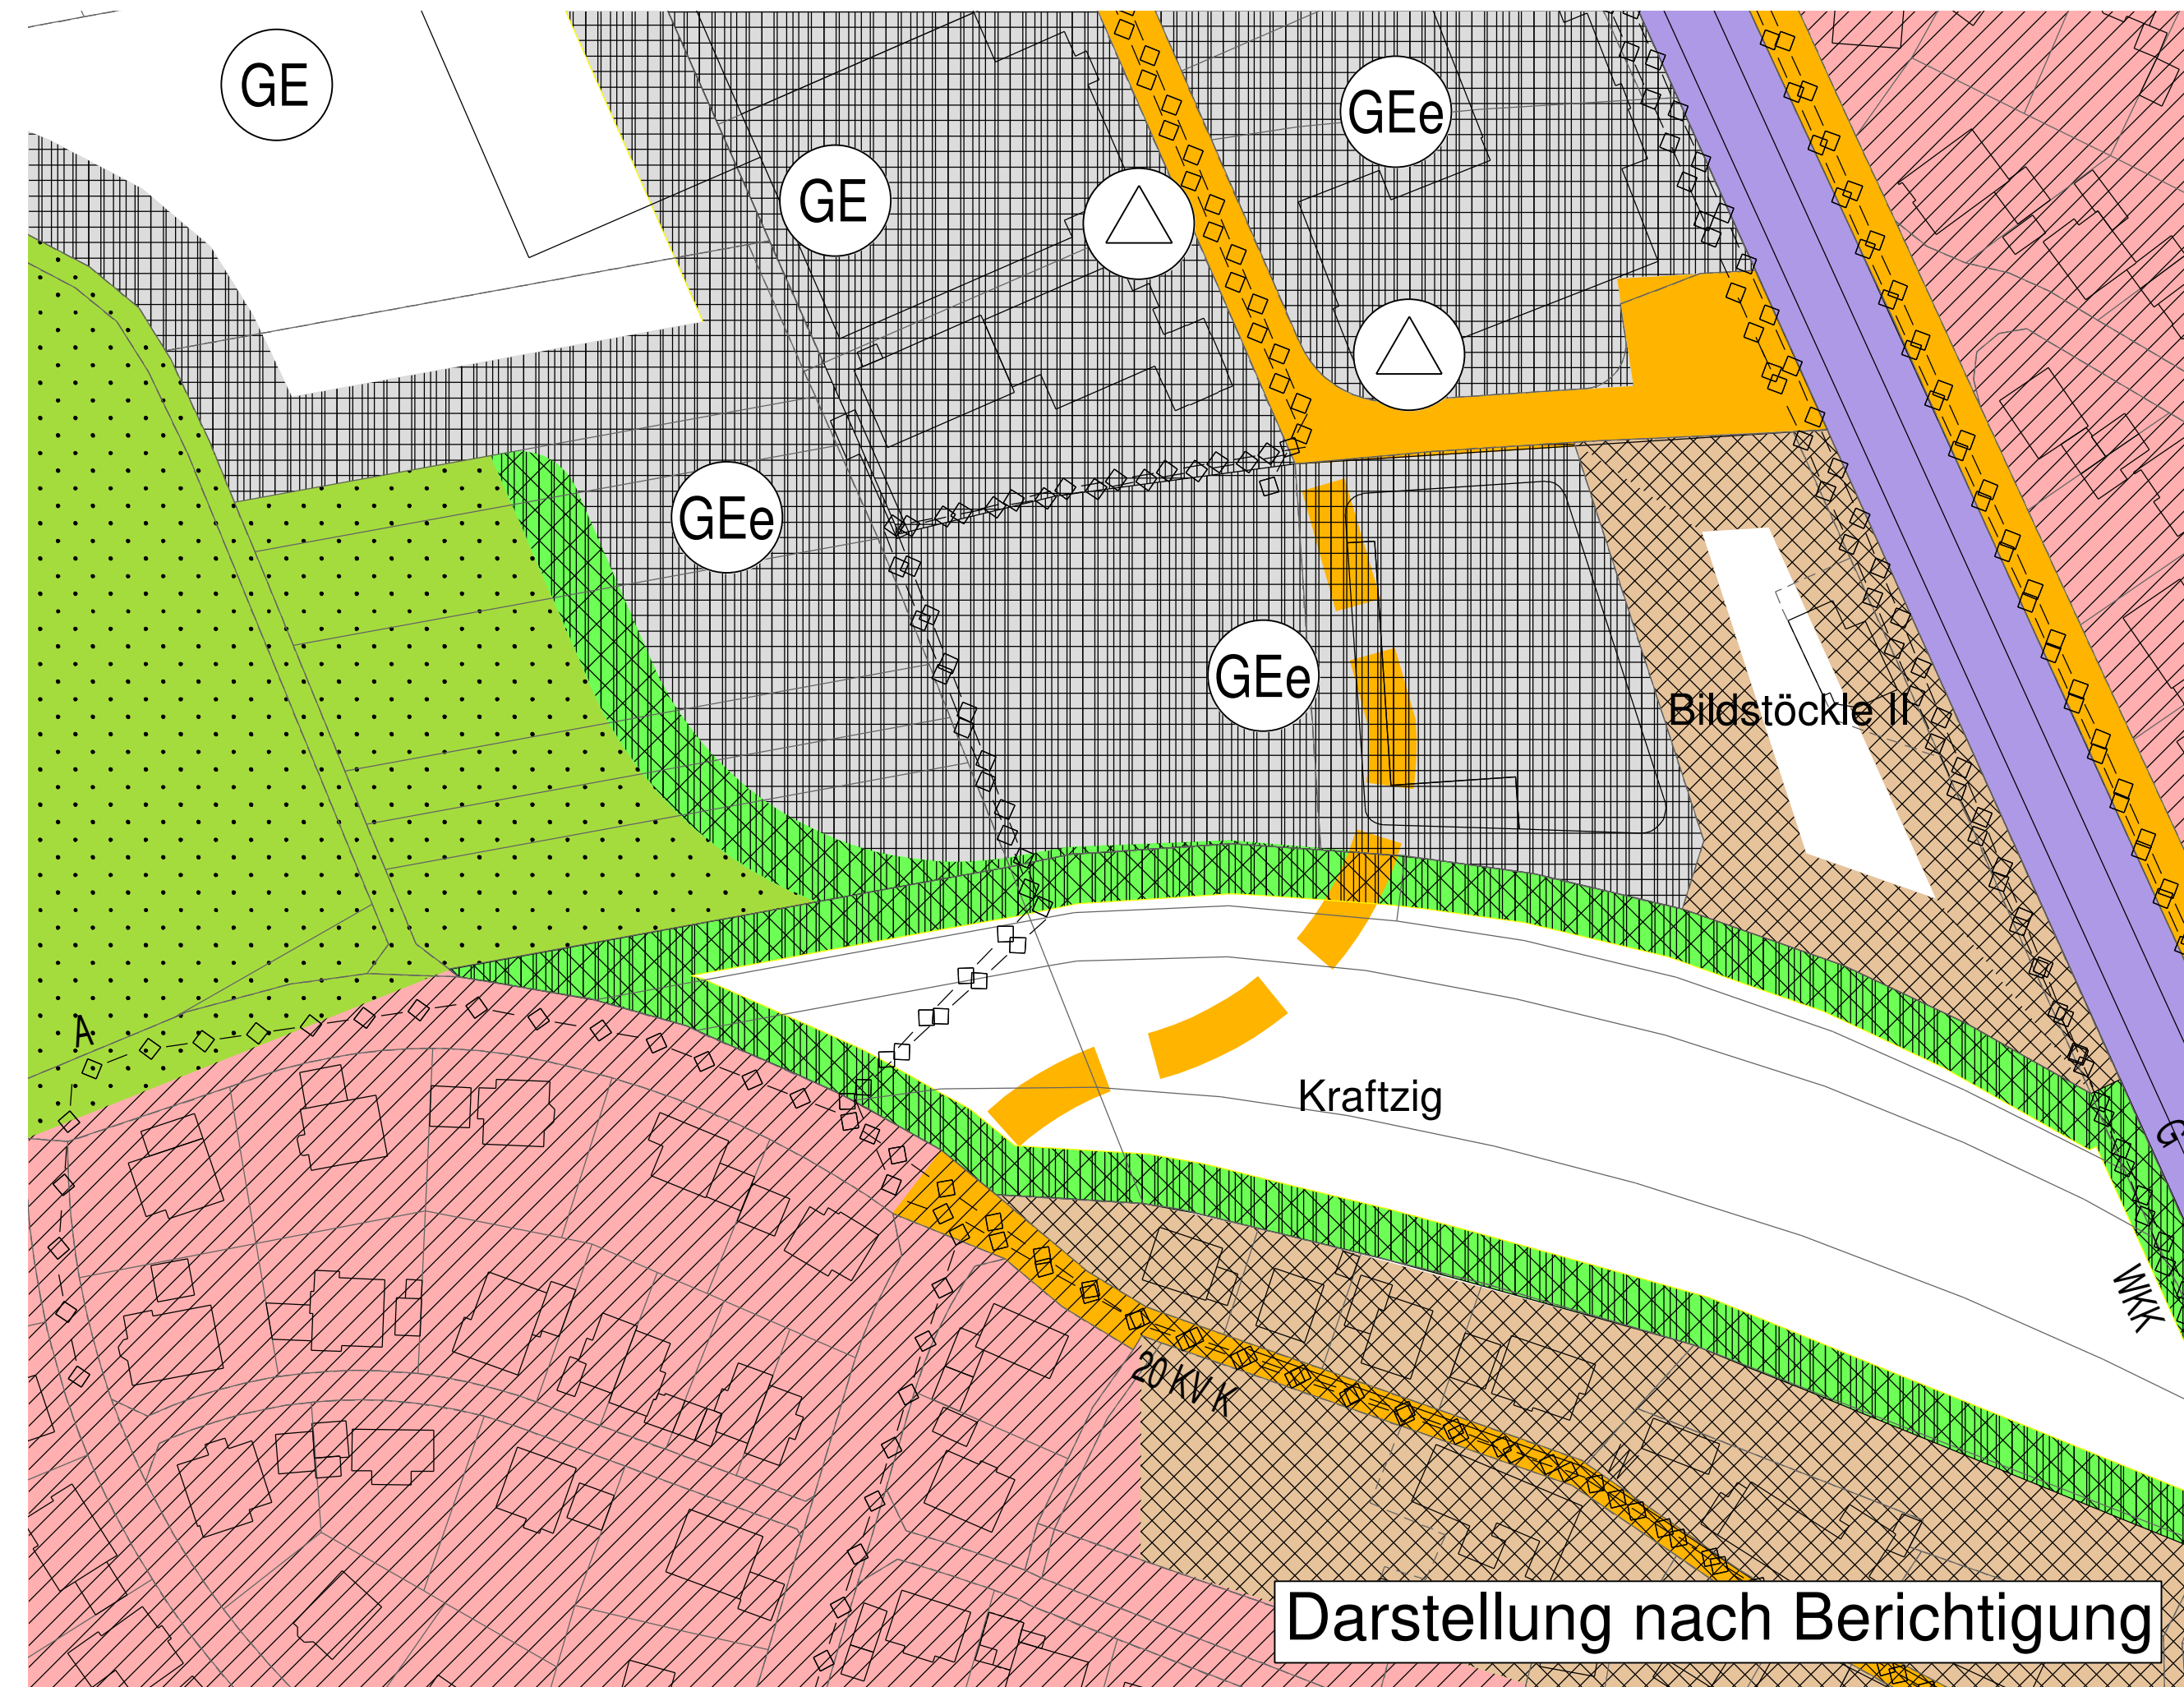 GE
GEe
GE
GEe
GEe
Bildstöckle II
A
Kraftzig
G
WKK
20 KV K
Darstellung nach Berichtigung